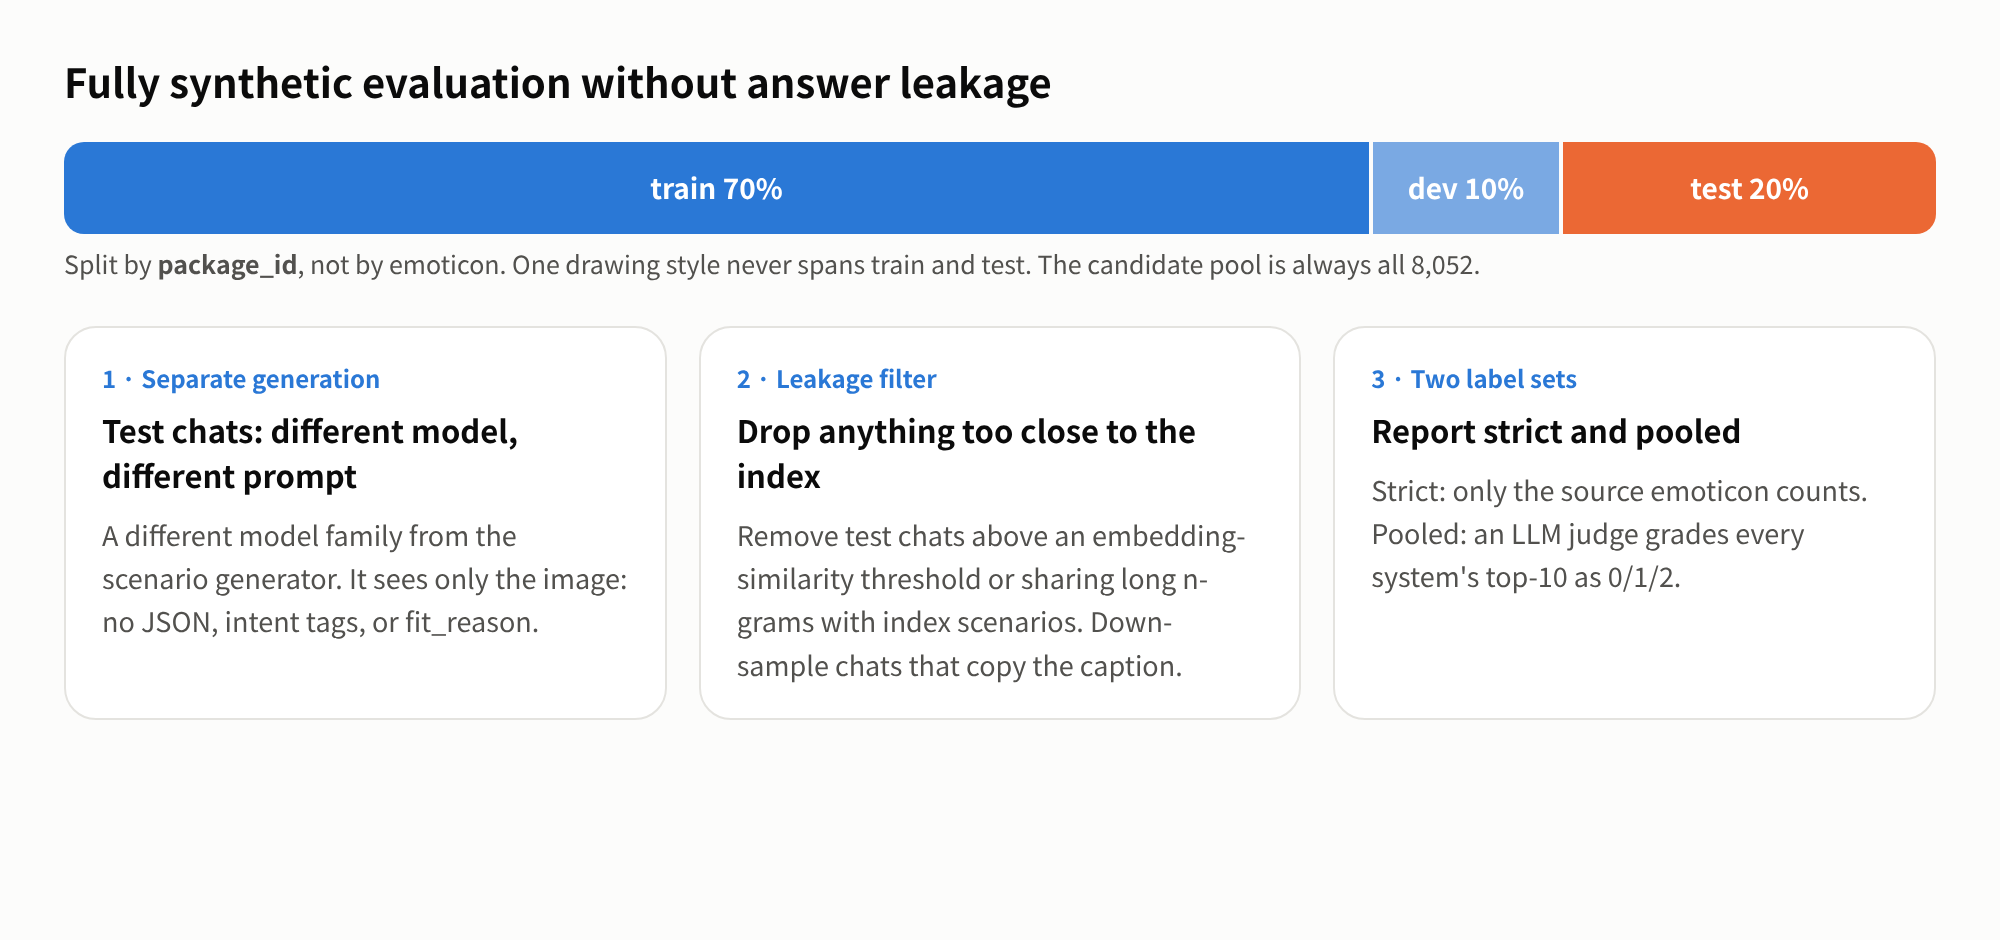 Fully synthetic evaluation without answer leakage
train 70%
dev 10%
test 20%
Split by package_id, not by emoticon. One drawing style never spans train and test. The candidate pool is always all 8,052.
1 · Separate generation
Test chats: different model,
different prompt
A different model family from the
scenario generator. It sees only the image:
no JSON, intent tags, or fit_reason.
2 · Leakage filter
Drop anything too close to the
index
Remove test chats above an embedding-
similarity threshold or sharing long n-
grams with index scenarios. Down-
sample chats that copy the caption.
3 · Two label sets
Report strict and pooled
Strict: only the source emoticon counts.
Pooled: an LLM judge grades every
system's top-10 as 0/1/2.